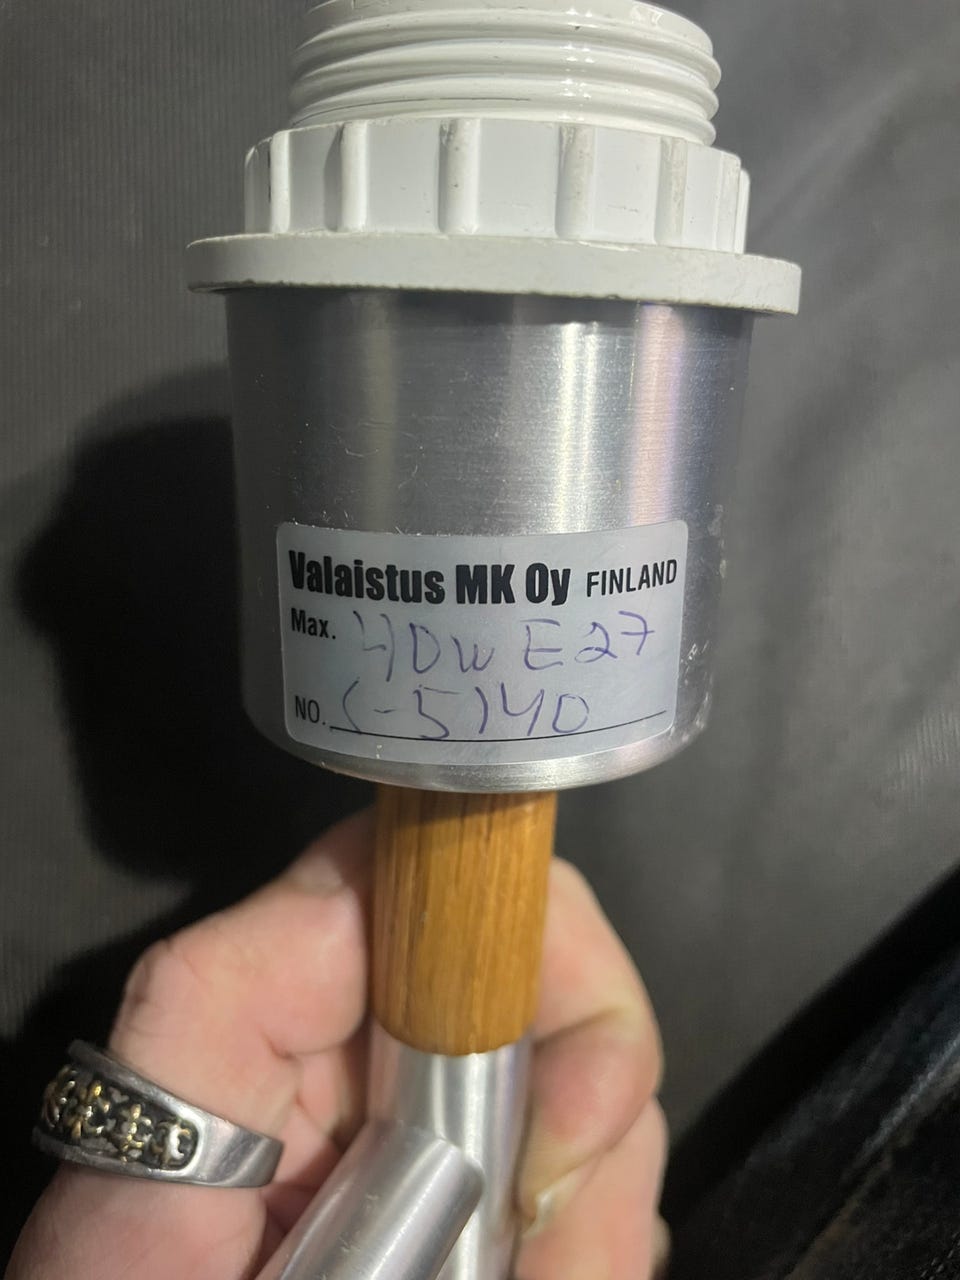 Valaistus MK Oy FINLAND
Max. 40W E27
NO. S-5140